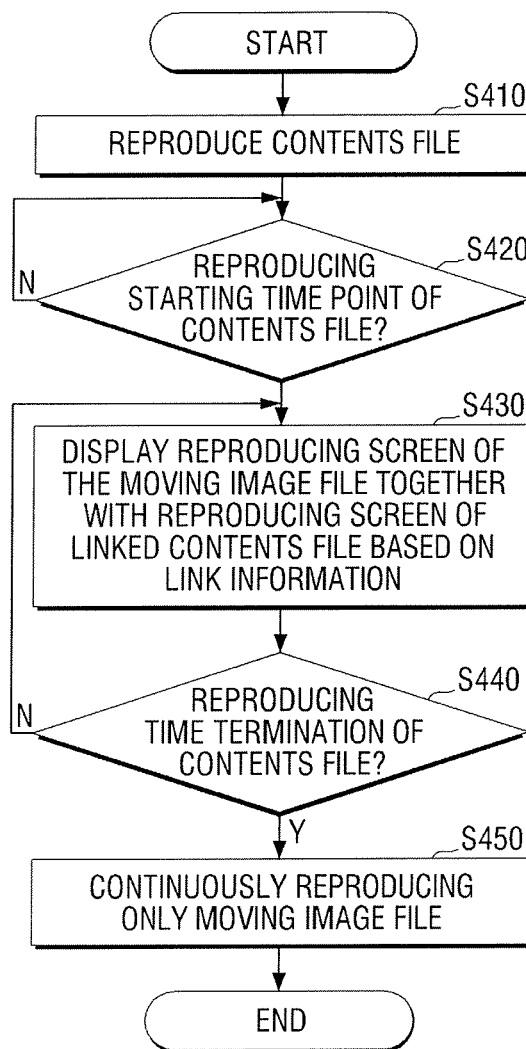 START
S410
REPRODUCE CONTENTS FILE
S420
N
REPRODUCING
STARTING TIME POINT OF
CONTENTS FILE?
S430
DISPLAY REPRODUCING SCREEN OF
THE MOVING IMAGE FILE TOGETHER
WITH REPRODUCING SCREEN OF
LINKED CONTENTS FILE BASED ON
LINK INFORMATION
S440
N
REPRODUCING
TIME TERMINATION OF
CONTENTS FILE?
Y
S450
CONTINUOUSLY REPRODUCING
ONLY MOVING IMAGE FILE
END